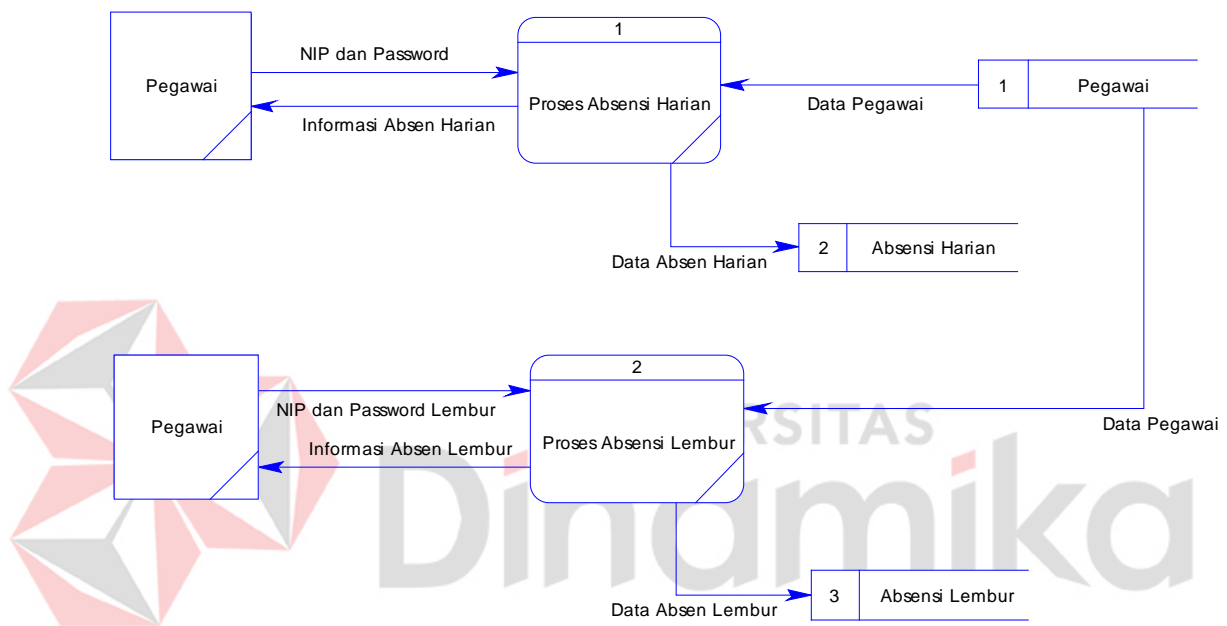 1
NIP dan Password
Pegawai
Proses Absensi Harian
Informasi Absen Harian
Data Pegawai
1
Pegawai
2
Absensi Harian
Data Absen Harian
2
NIP dan Password Lembur
Pegawai
Proses Absensi Lembur
Informasi Absen Lembur
Data Pegawai
RSITAS
Dinamika
3
Absensi Lembur
Data Absen Lembur